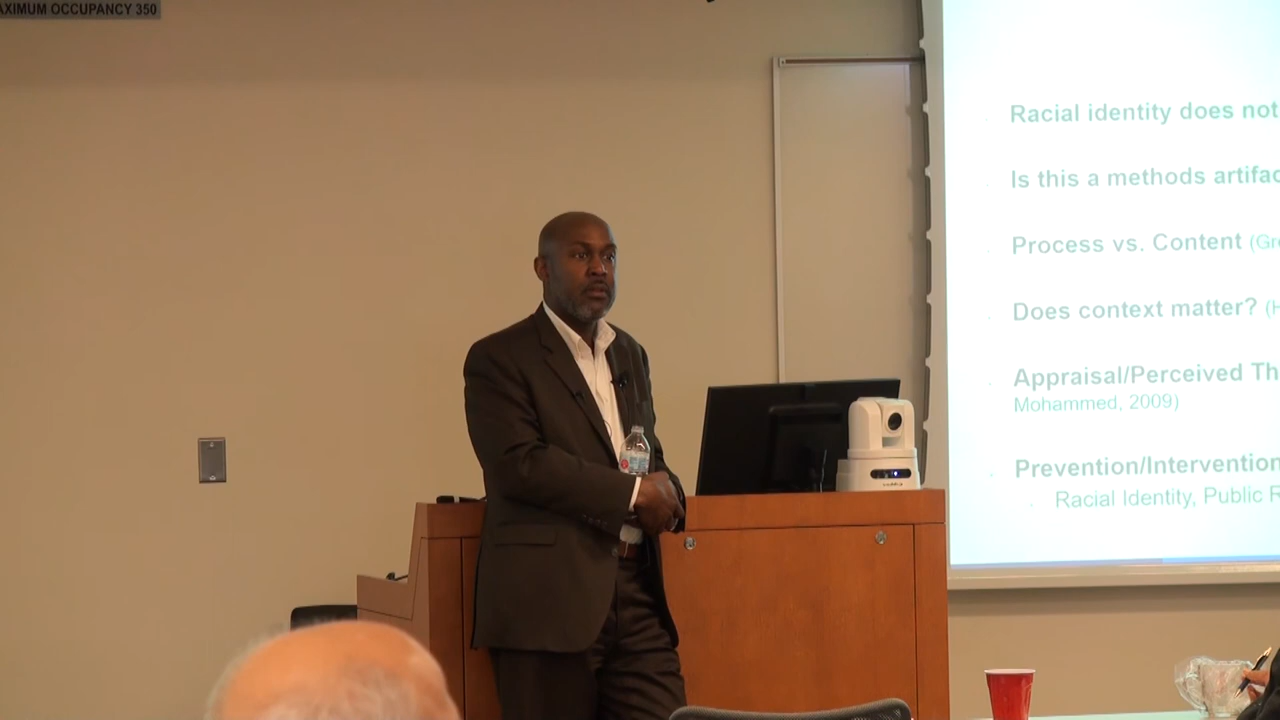 AXIMUM OCCUPANCY 350
Racial identity does not
Is this a methods artifac
Process vs. Content (Gre
Does context matter? (H
Appraisal/Perceived Th
Mohammed, 2009)
Prevention/Intervention
Racial Identity, Public R